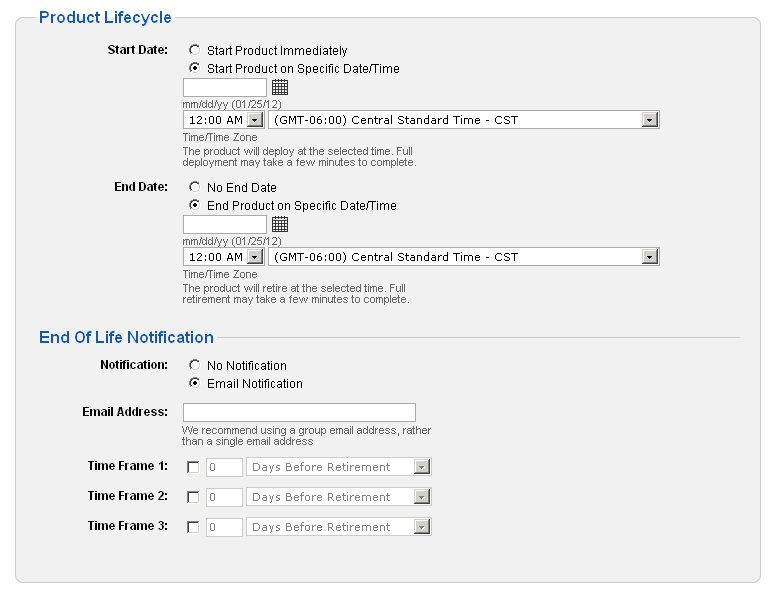 Product Lifecycle
Start Date: Start Product Immediately
Start Product on Specific Date/Time
mm/dd/yy (01/25/12)
12:00 AM (GMT-06:00) Central Standard Time - CST
Time/Time Zone
The product will deploy at the selected time. Full
deployment may take a few minutes to complete.
End Date: No End Date
End Product on Specific Date/Time
mm/dd/yy (01/25/12)
12:00 AM (GMT-06:00) Central Standard Time - CST
Time/Time Zone
The product will retire at the selected time. Full
retirement may take a few minutes to complete.
End Of Life Notification
Notification: No Notification
Email Notification
Email Address:
We recommend using a group email address, rather
than a single email address
Time Frame 1: 0 Days Before Retirement
Time Frame 2: 0 Days Before Retirement
Time Frame 3: 0 Days Before Retirement